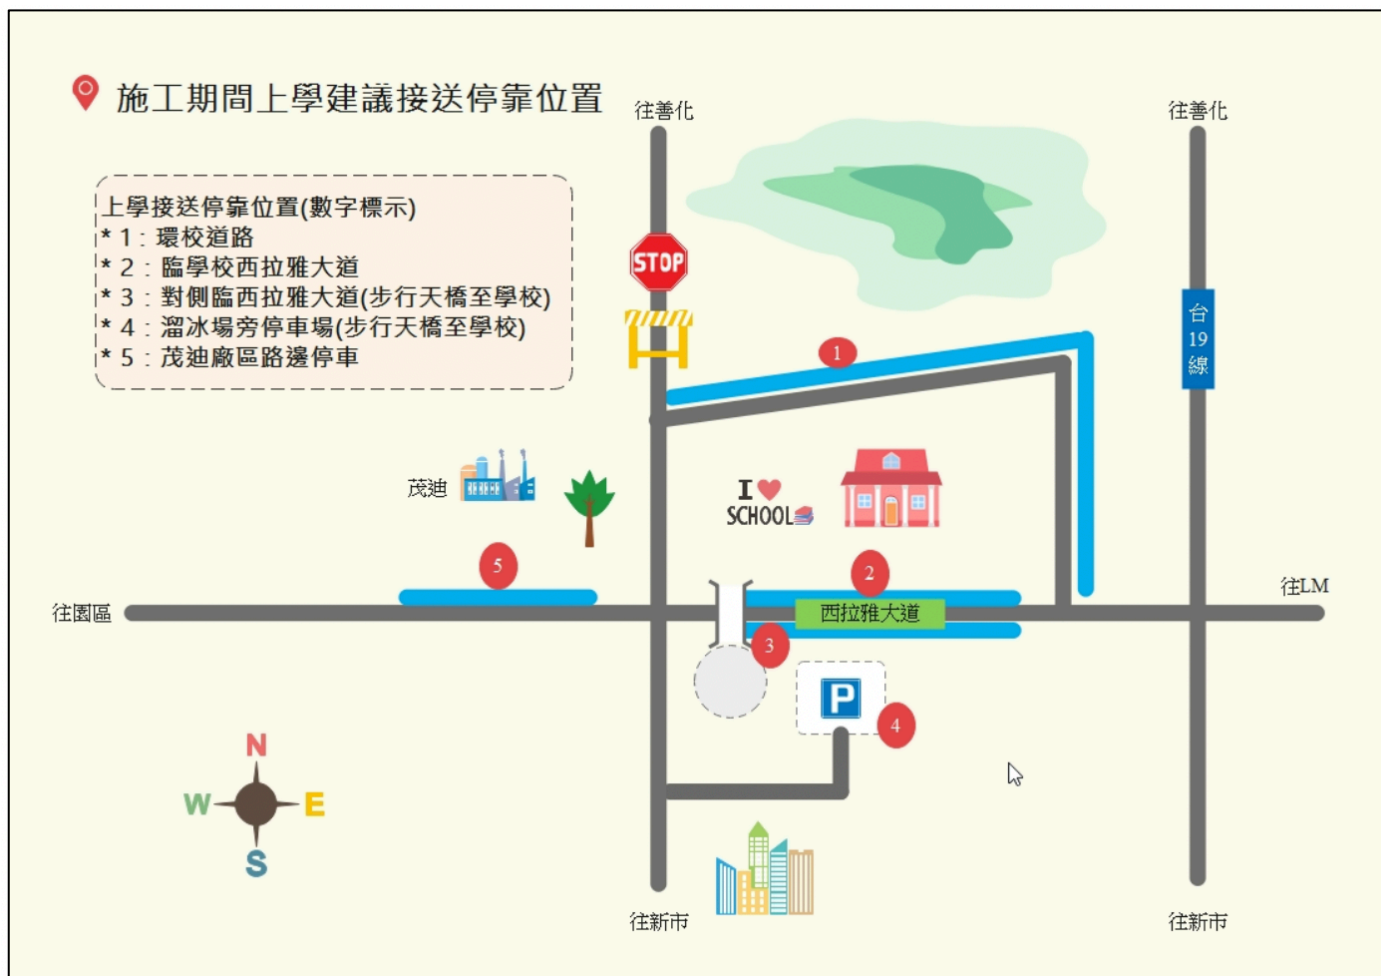 施工期間上學建議接送停靠位置
往善化
往善化
上學接送停靠位置(數字標示)
* 1：環校道路
* 2：臨學校西拉雅大道
* 3：對側臨西拉雅大道(步行天橋至學校)
* 4：溜冰場旁停車場(步行天橋至學校)
* 5：茂迪廠區路邊停車
STOP
台
19
線
1
茂迪
I
SCHOOL
5
2
往園區
西拉雅大道
往LM
3
P
4
N
W
E
S
往新市
往新市